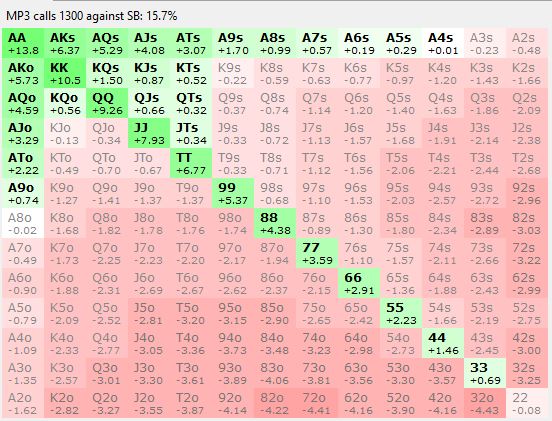 MP3 calls 1300 against SB: 15.7%
AA AKs AQs AJs ATs A9s A8s A7s A6s A5s A4s A3s A2s
+13.8 +6.37 +5.29 +4.08 +3.07 +1.70 +0.99 +0.57 +0.19 +0.29 +0.01 -0.23 -0.48
AKo KK KQs KJs KTs K9s K8s K7s K6s K5s K4s K3s K2s
+5.73 +10.5 +1.50 +0.87 +0.52 -0.22 -0.59 -0.63 -0.77 -0.97 -1.20 -1.43 -1.66
AQo KQo QQ QJs QTs Q9s Q8s Q7s Q6s Q5s Q4s Q3s Q2s
+4.59 +0.56 +9.26 +0.66 +0.32 -0.37 -0.74 -1.14 -1.20 -1.40 -1.63 -1.86 -2.09
AJo KJo QJo JJ JTs J9s J8s J7s J6s J5s J4s J3s J2s
+3.29 -0.13 -0.34 +7.93 +0.34 -0.33 -0.72 -1.13 -1.57 -1.68 -1.91 -2.14 -2.38
ATo KTo QTo JTo TT T9s T8s T7s T6s T5s T4s T3s T2s
+2.22 -0.49 -0.70 -0.67 +6.77 -0.33 -0.71 -1.12 -1.56 -2.06 -2.21 -2.44 -2.68
A9o K9o Q9o J9o T9o 99 98s 97s 96s 95s 94s 93s 92s
+0.74 -1.27 -1.41 -1.37 -1.37 +5.37 -0.68 -1.10 -1.53 -2.03 -2.57 -2.72 -2.96
A8o K8o Q8o J8o T8o 98o 88 87s 86s 85s 84s 83s 82s
-0.02 -1.68 -1.82 -1.78 -1.76 -1.74 +4.38 -0.89 -1.30 -1.80 -2.34 -2.89 -3.03
A7o K7o Q7o J7o T7o 97o 87o 77 76s 75s 74s 73s 72s
-0.49 -1.73 -2.25 -2.23 -2.20 -2.17 -1.94 +3.59 -1.10 -1.57 -2.11 -2.66 -3.22
A6o K6o Q6o J6o T6o 96o 86o 76o 66 65s 64s 63s 62s
-0.90 -1.88 -2.31 -2.69 -2.67 -2.62 -2.37 -2.15 +2.91 -1.36 -1.88 -2.43 -2.99
A5o K5o Q5o J5o T5o 95o 85o 75o 65o 55 54s 53s 52s
-0.79 -2.09 -2.52 -2.81 -3.20 -3.15 -2.90 -2.65 -2.42 +2.23 -1.66 -2.19 -2.75
A4o K4o Q4o J4o T4o 94o 84o 74o 64o 54o 44 43s 42s
-1.09 -2.33 -2.77 -3.05 -3.36 -3.73 -3.48 -3.23 -2.98 -2.73 +1.46 -2.45 -3.00
A3o K3o Q3o J3o T3o 93o 83o 73o 63o 53o 43o 33 32s
-1.35 -2.57 -3.01 -3.30 -3.61 -3.89 -4.06 -3.81 -3.56 -3.30 -3.57 +0.69 -3.25
A2o K2o Q2o J2o T2o 92o 82o 72o 62o 52o 42o 32o 22
-1.62 -2.82 -3.27 -3.55 -3.87 -4.14 -4.22 -4.41 -4.16 -3.90 -4.16 -4.43 -0.08